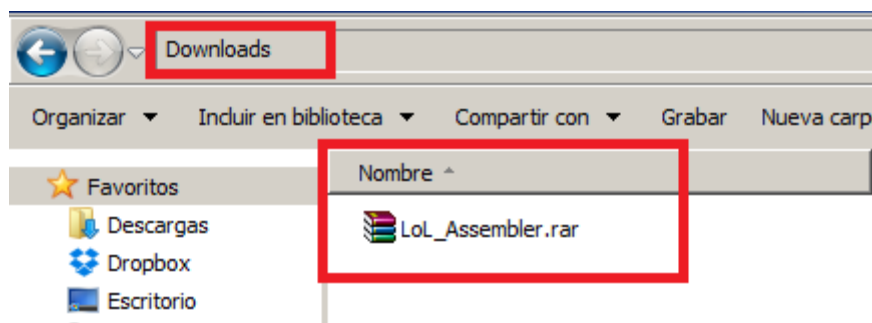 Downloads
Organizar Incluir en biblioteca Compartir con Grabar Nueva carp
Favoritos
Descargas
Dropbox
Escritorio
Nombre
LoL_Assembler.rar